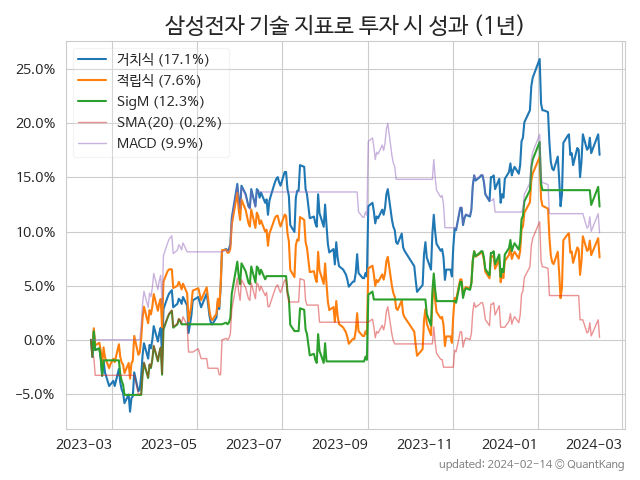 삼성전자 기술 지표로 투자 시 성과 (1년)
거치식 (17.1%)
적립식 (7.6%)
SigM (12.3%)
SMA(20) (0.2%)
MACD (9.9%)
25.0%
20.0%
15.0%
10.0%
5.0%
0.0%
−5.0%
2023-03 2023-05 2023-07 2023-09 2023-11 2024-01 2024-03
updated: 2024-02-14 ⓒ QuantKang